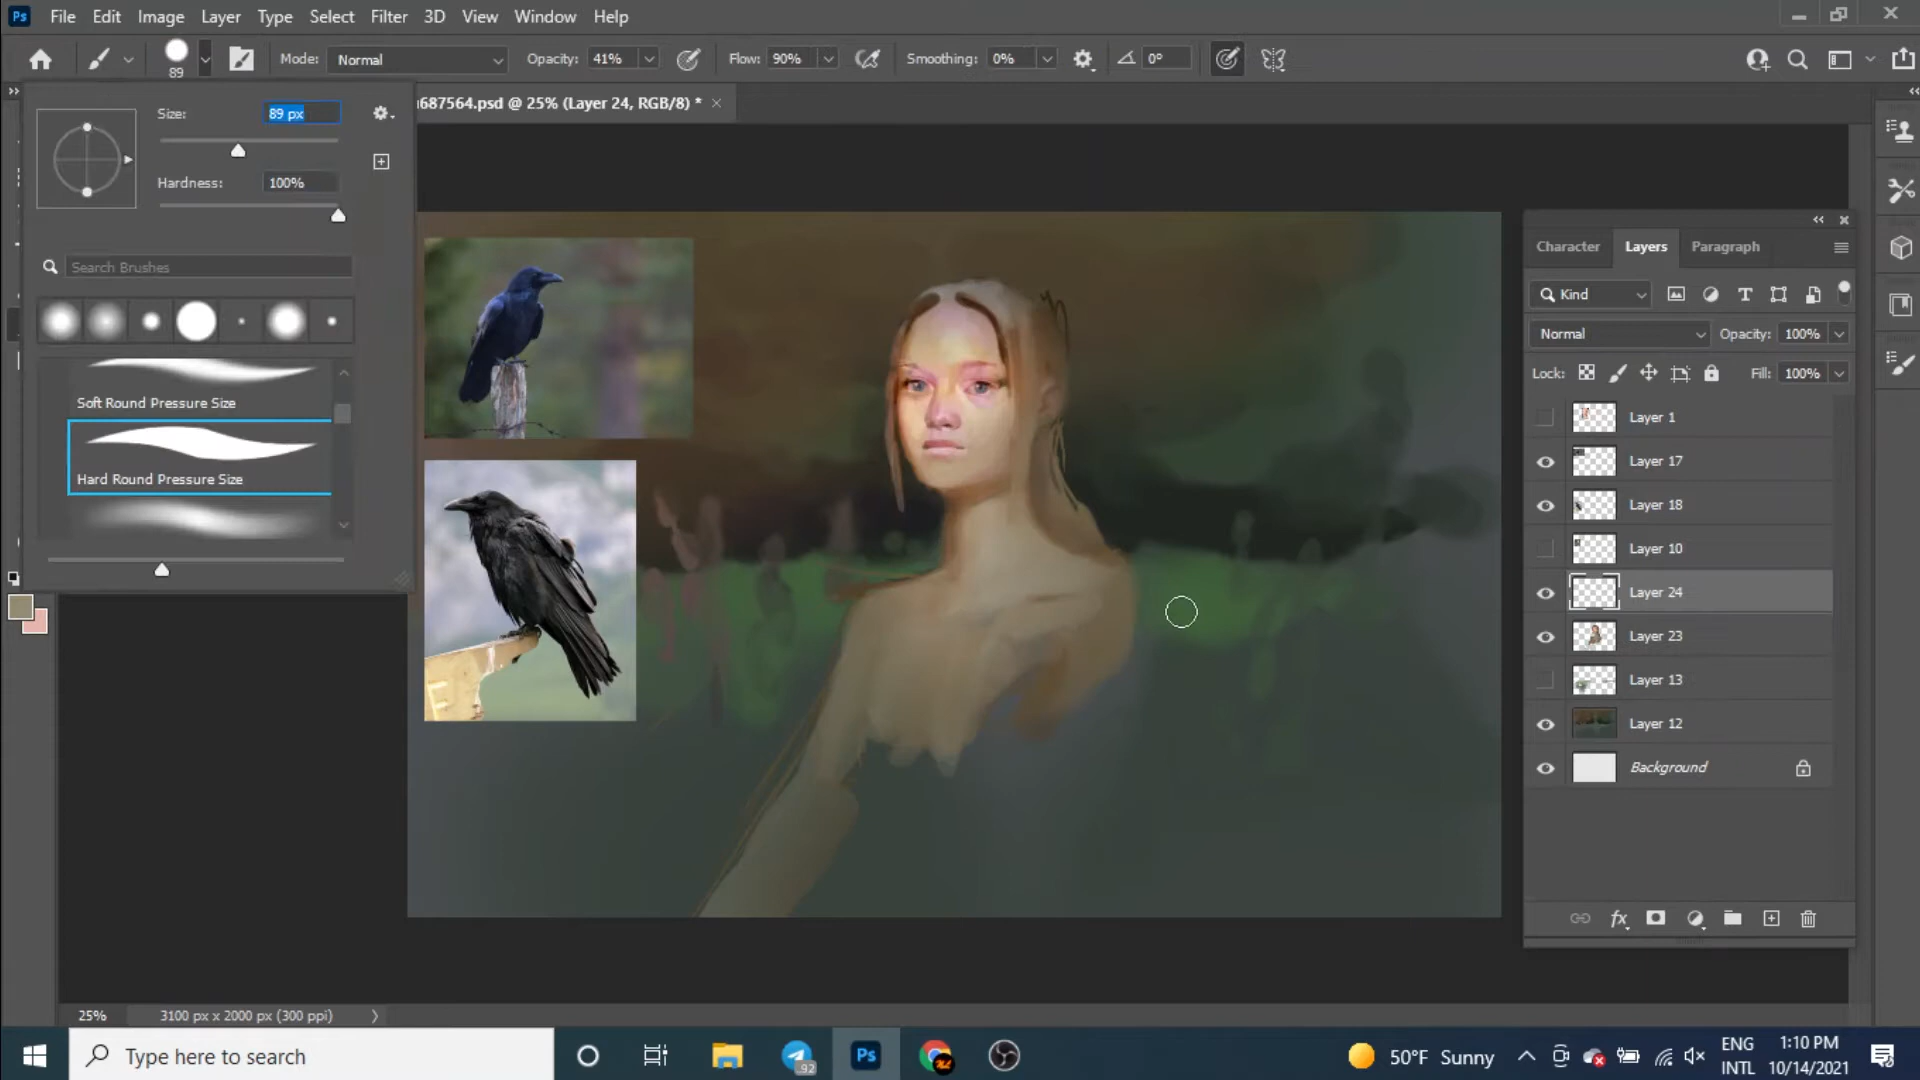 Ps File Edit Image Layer Type Select Filter 3D View Window Help
89 Mode: Normal Opacity: 41% Flow: 90% Smoothing: 0% 0°
687564.psd @ 25% (Layer 24, RGB/8) *
Size: 89 px
Hardness: 100%
Search Brushes
Soft Round Pressure Size
Hard Round Pressure Size
Character Layers Paragraph
Kind
Normal Opacity: 100%
Lock: Fill: 100%
Layer 1
Layer 17
Layer 18
Layer 10
Layer 24
Layer 23
Layer 13
Layer 12
Background
fx
25% 3100 px x 2000 px (300 ppi)
Type here to search
92
Ps
50°F Sunny
ENG
INTL
1:10 PM
10/14/2021